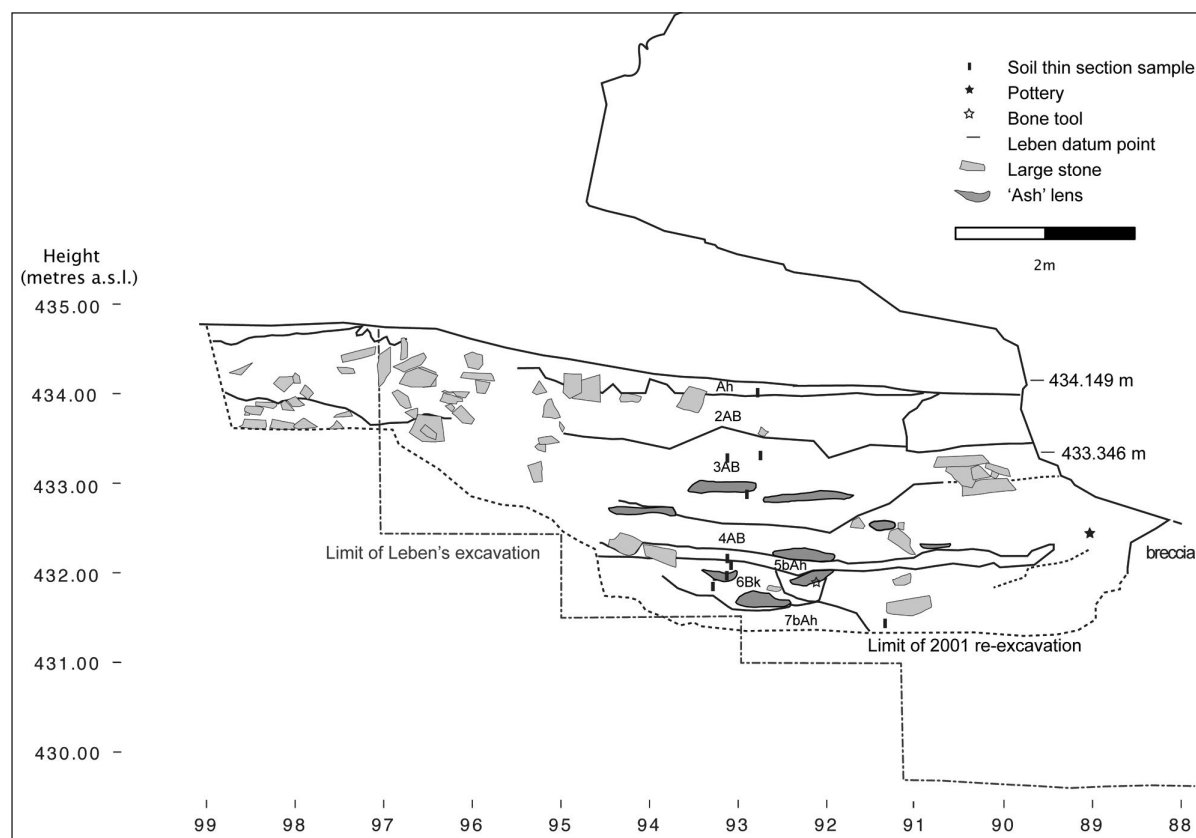 Soil thin section sample
Pottery
Bone tool
Leben datum point
Large stone
‘Ash’ lens
2m
Height
(metres a.s.l.)
435.00
434.00
433.00
432.00
431.00
430.00
434.149 m
433.346 m
Ah
2AB
3AB
4AB
5bAh
6Bk
7bAh
breccia
Limit of Leben’s excavation
Limit of 2001 re-excavation
99 98 97 96 95 94 93 92 91 90 89 88